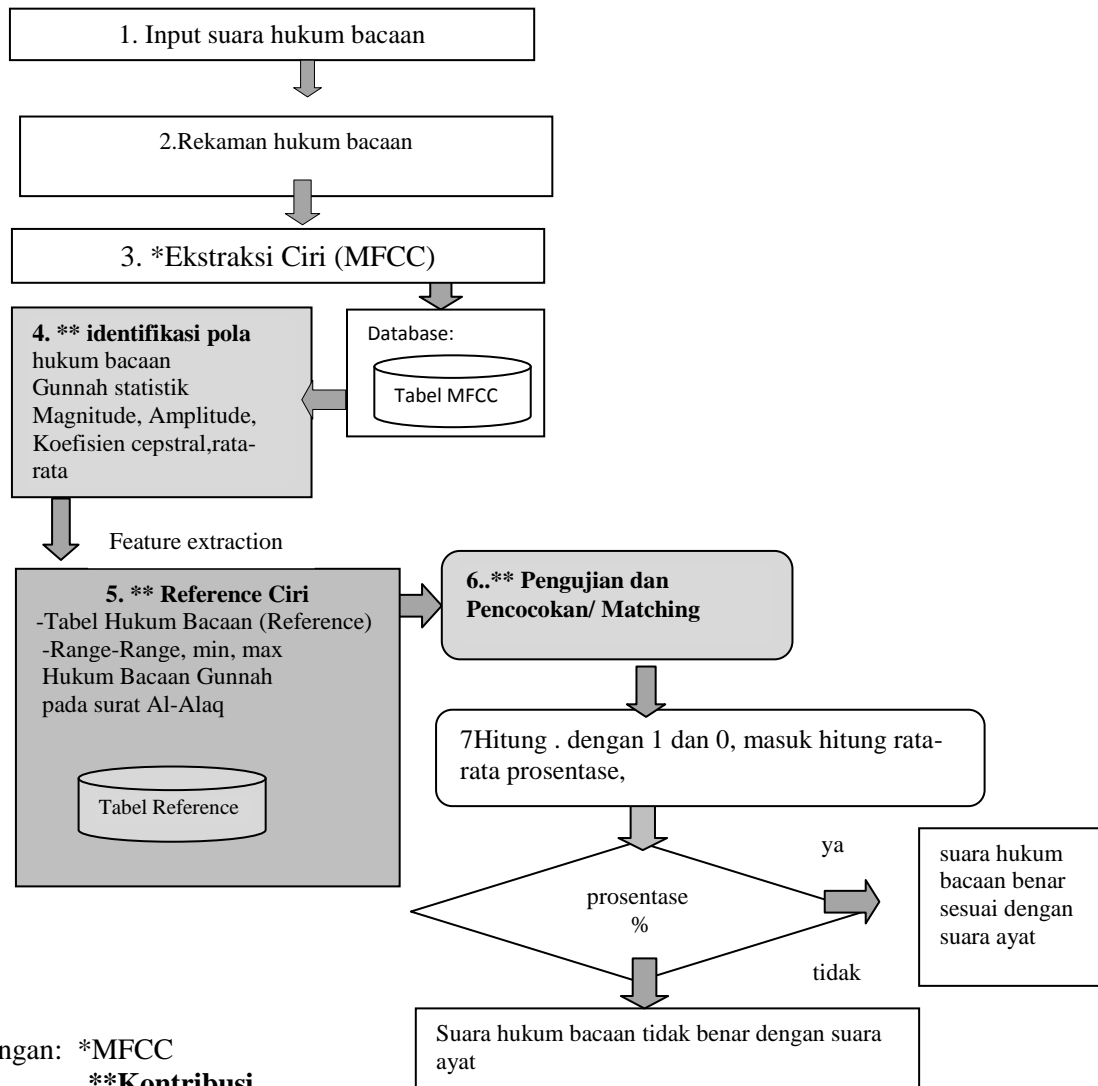 1. Input suara hukum bacaan
2.Rekaman hukum bacaan
3. *Ekstraksi Ciri (MFCC)
4. ** identifikasi pola
hukum bacaan
Gunnah statistik
Magnitude, Amplitude,
Koefisien cepstral,rata-
rata
Database:
Tabel MFCC
Feature extraction
5. ** Reference Ciri
-Tabel Hukum Bacaan (Reference)
-Range-Range, min, max
Hukum Bacaan Gunnah
pada surat Al-Alaq
Tabel Reference
6..** Pengujian dan
Pencocokan/ Matching
7Hitung . dengan 1 dan 0, masuk hitung rata-
rata prosentase,
prosentase
%
ya
suara hukum
bacaan benar
sesuai dengan
suara ayat
tidak
Suara hukum bacaan tidak benar dengan suara
ayat
ngan: *MFCC
**Kontribusi